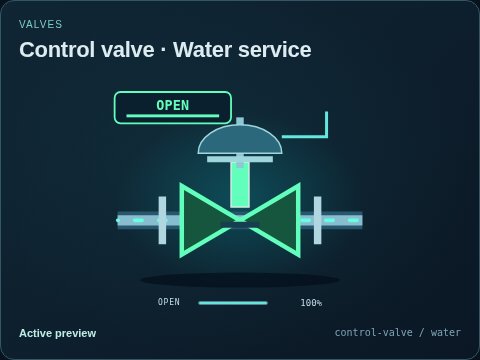 VALVES
Control valve · Water service
OPEN
OPEN 100%
Active preview
control-valve / water